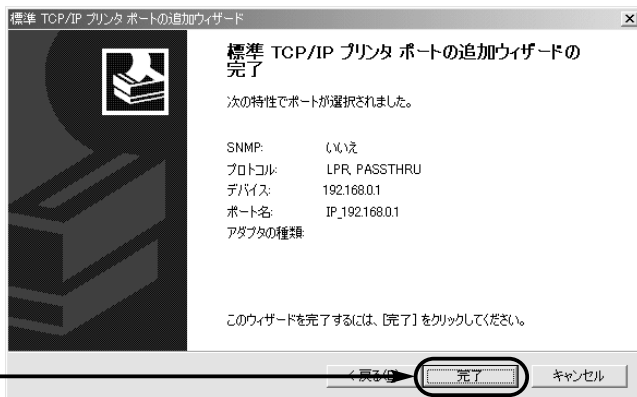 標準 TCP/IP プリンタ ポートの追加ウィザード
標準 TCP/IP プリンタ ポートの追加ウィザードの
完了
次の特性でポートが選択されました。
SNMP: いいえ
プロトコル: LPR, PASSTHRU
デバイス: 192.168.0.1
ポート名: IP_192.168.0.1
アダプタの種類:
このウィザードを完了するには、[完了] をクリックしてください。
< 戻る(B) 完了 キャンセル